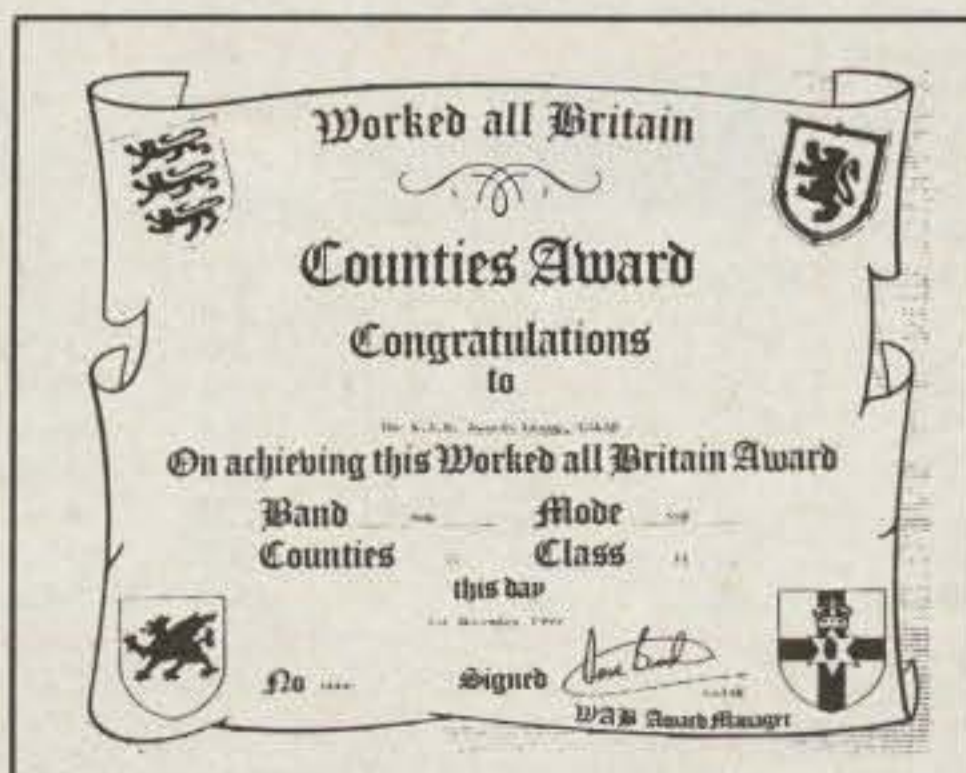 Worked all Britain
Counties Award
Congratulations
to
On achieving this Worked all Britain Award
Band Mode
Counties Class
this day
No Signed
WAB Award Manager